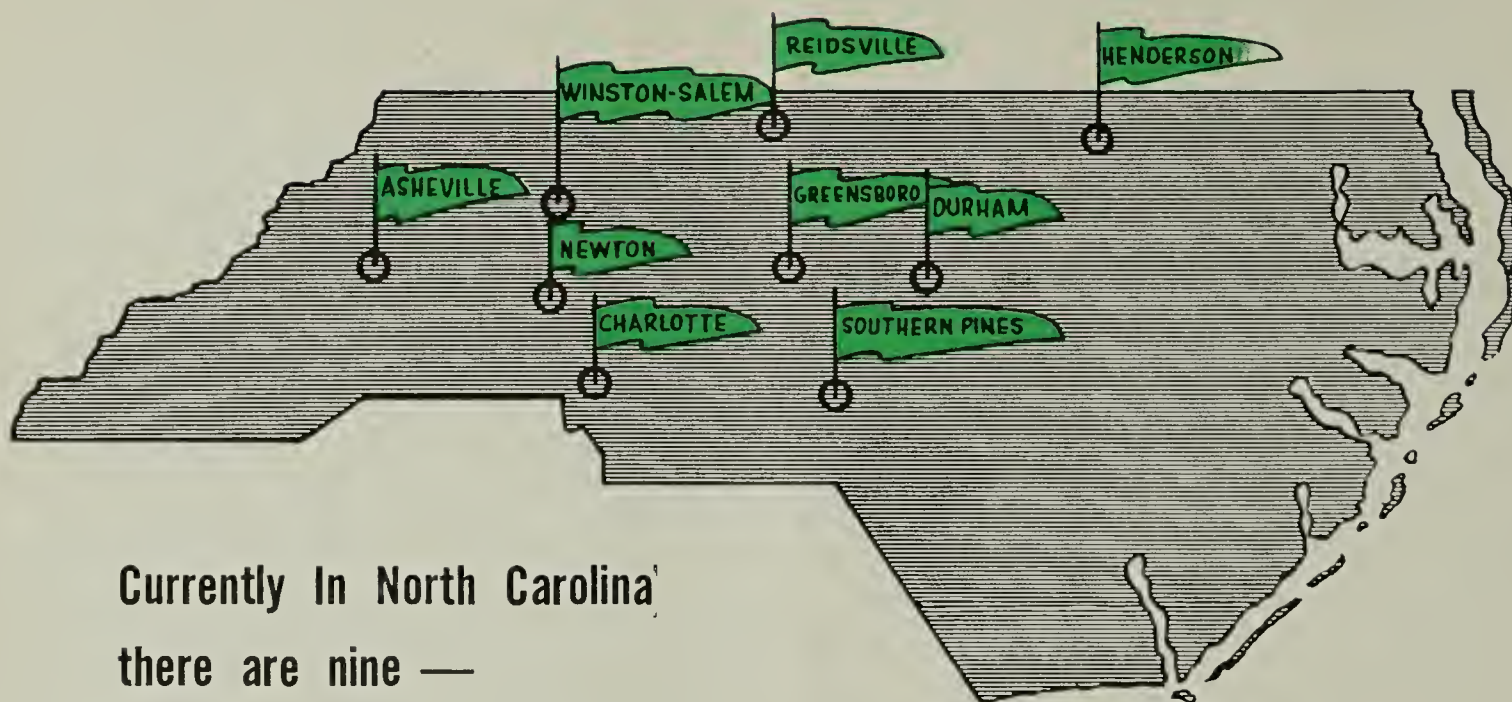 REIDSVILLE
HENDERSON
WINSTON-SALEM
ASHEVILLE
GREENSBORO
DURHAM
NEWTON
CHARLOTTE
SOUTHERN PINES
Currently In North Carolina
there are nine —